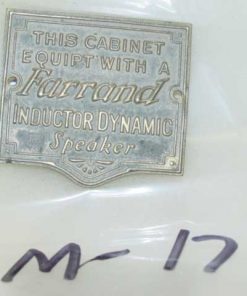 THIS CABINET
EQUIPT WITH A
Farrand
INDUCTOR DYNAMIC
Speaker
M-17